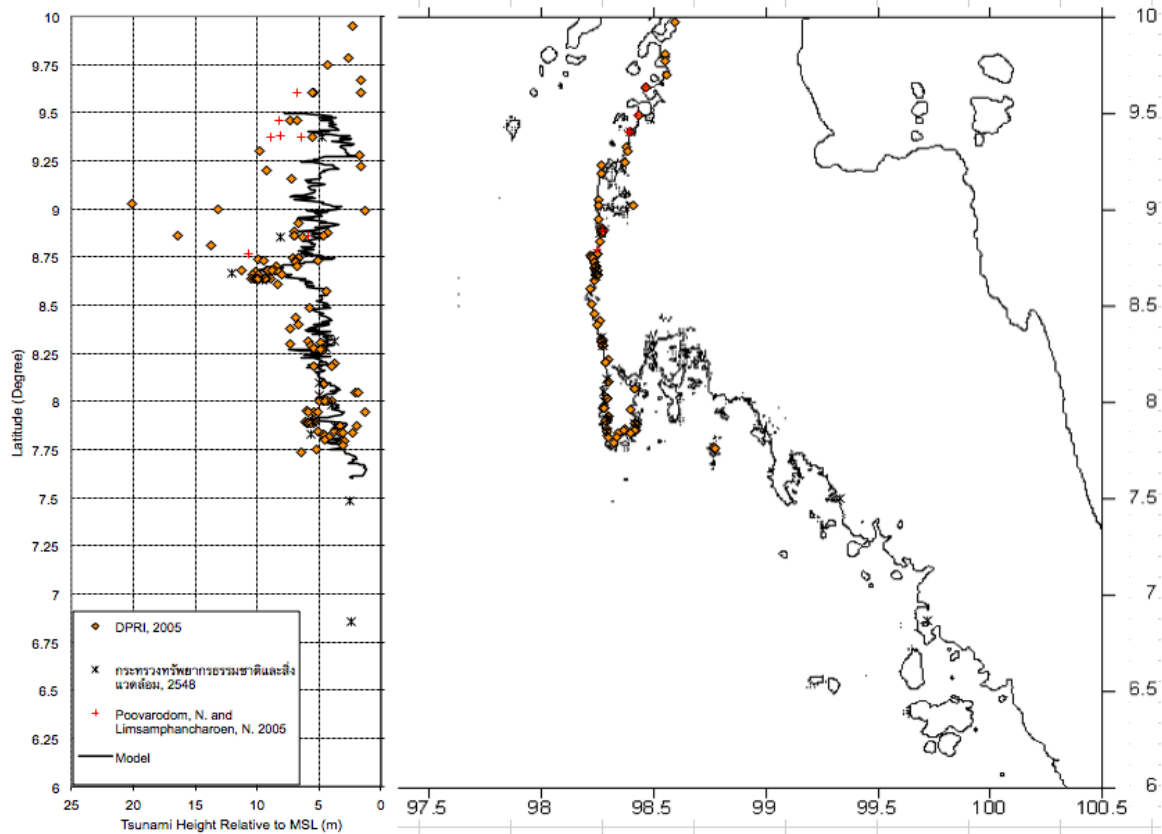 10
9.75
9.5
9.25
9
8.75
8.5
8.25
8
7.75
7.5
7.25
7
6.75
6.5
6.25
6
Latitude (Degree)
DPRI, 2005
กระทรวงทรัพยากรธรรมชาติและสิ่ง
แวดล้อม, 2548
Poovarodom, N. and
Limsamphancharoen, N. 2005
Model
25 20 15 10 5 0
Tsunami Height Relative to MSL (m)
10
9.5
9
8.5
8
7.5
7
6.5
6
97.5 98 98.5 99 99.5 100 100.5